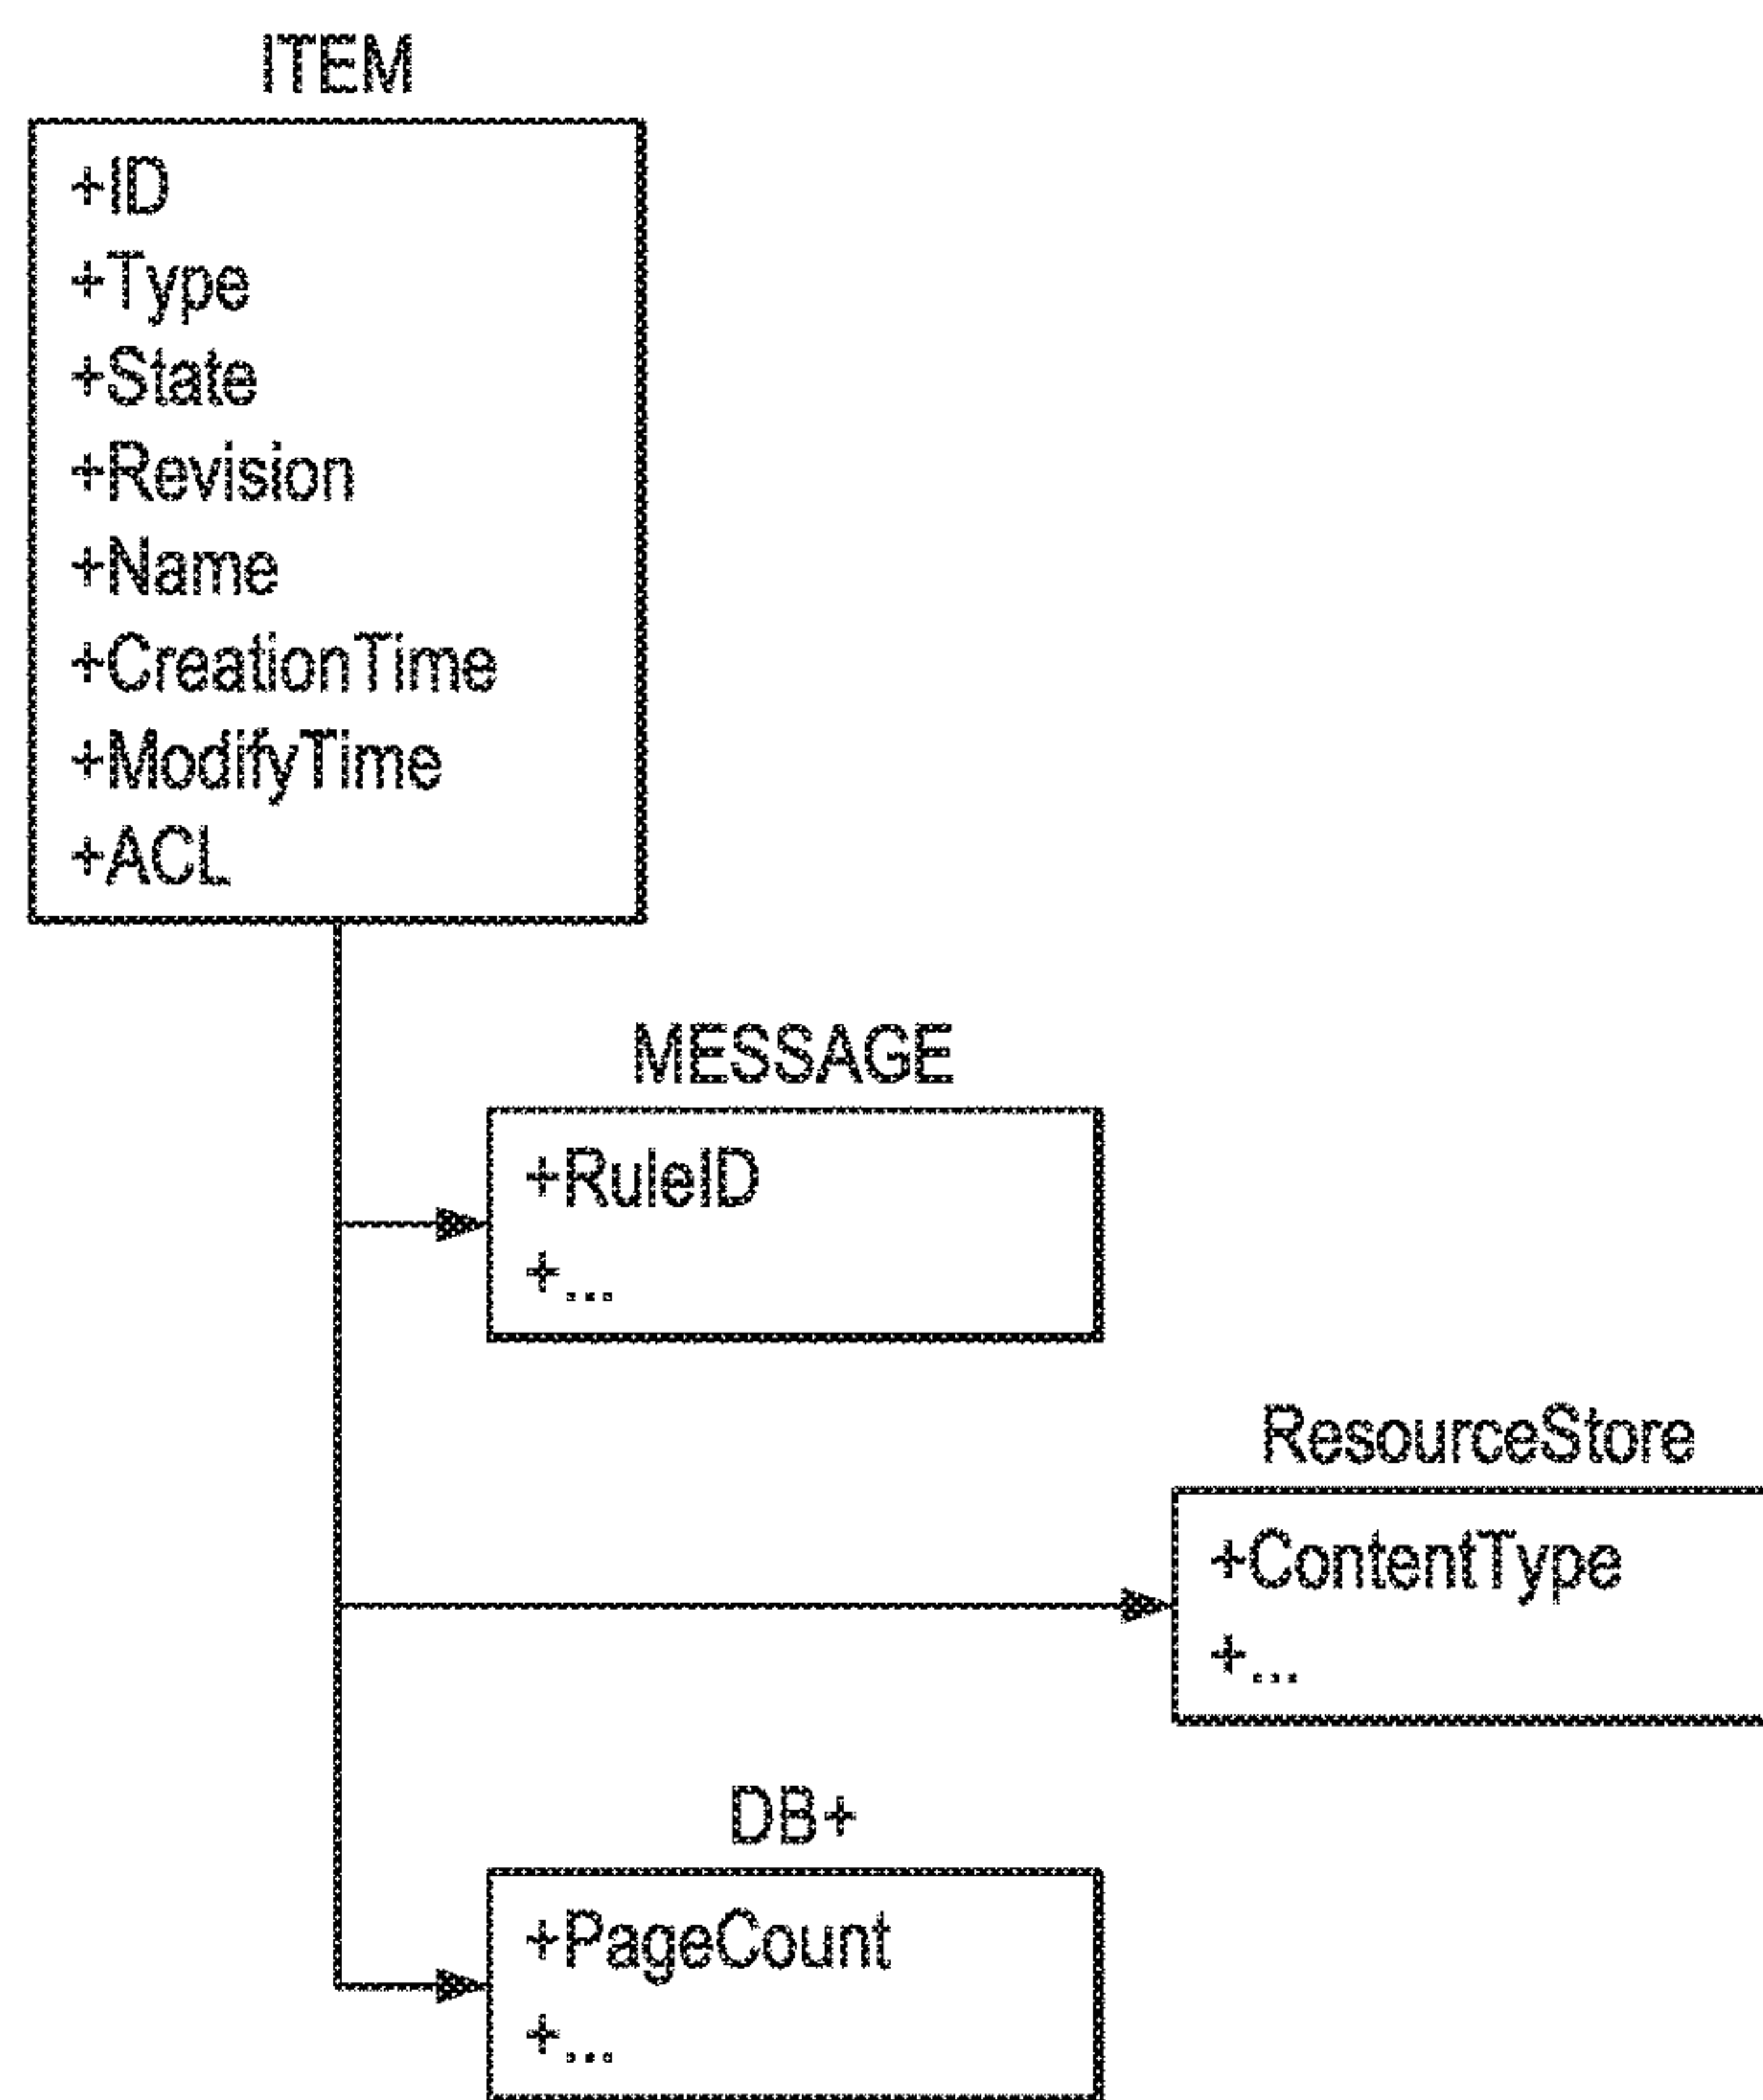 ITEM
+ID
+Type
+State
+Revision
+Name
+CreationTime
+ModifyTime
+ACL
MESSAGE
+RuleID
+...
ResourceStore
+ContentType
+...
DB+
+PageCount
+...